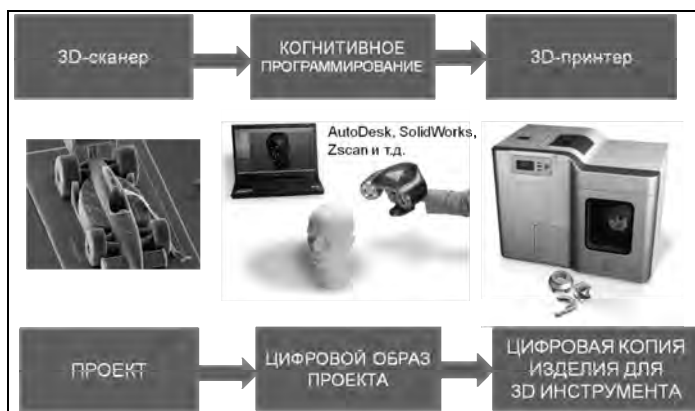 3D-сканер
КОГНИТИВНОЕ
ПРОГРАММИРОВАНИЕ
3D-принтер
AutoDesk, SolidWorks,
Zscan и т.д.
ПРОЕКТ
ЦИФРОВОЙ ОБРАЗ
ПРОЕКТА
ЦИФРОВАЯ КОПИЯ
ИЗДЕЛИЯ ДЛЯ
3D ИНСТРУМЕНТА